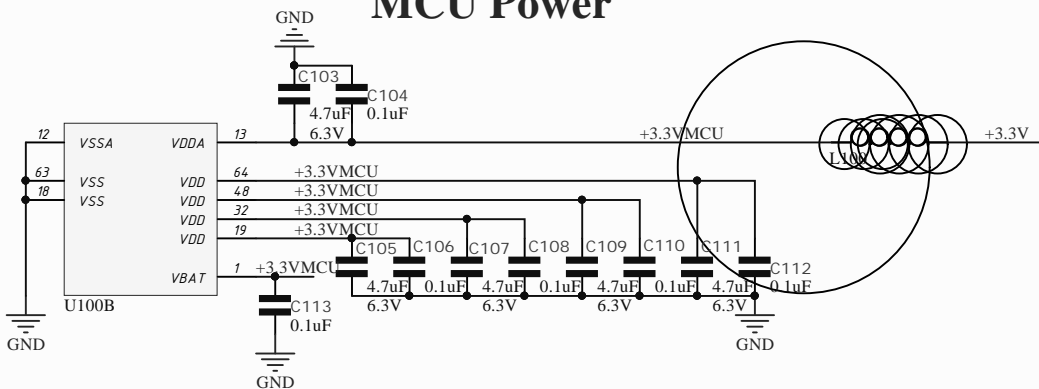 MCU Power
GND
C103
4.7uF
6.3V
C104
0.1uF
12 VSSA VDDA 13
+3.3VMCU
L100
+3.3V
63 VSS VDD 64 +3.3VMCU
18 VSS VDD 48 +3.3VMCU
VDD 32 +3.3VMCU
VDD 19 +3.3VMCU
VBAT 1 +3.3VMCU
U100B
C105 C106 C107 C108 C109 C110 C111 C112
4.7uF 0.1uF 4.7uF 0.1uF 4.7uF 0.1uF 4.7uF 0.1uF
6.3V 6.3V 6.3V 6.3V
C113
0.1uF
GND
GND
GND